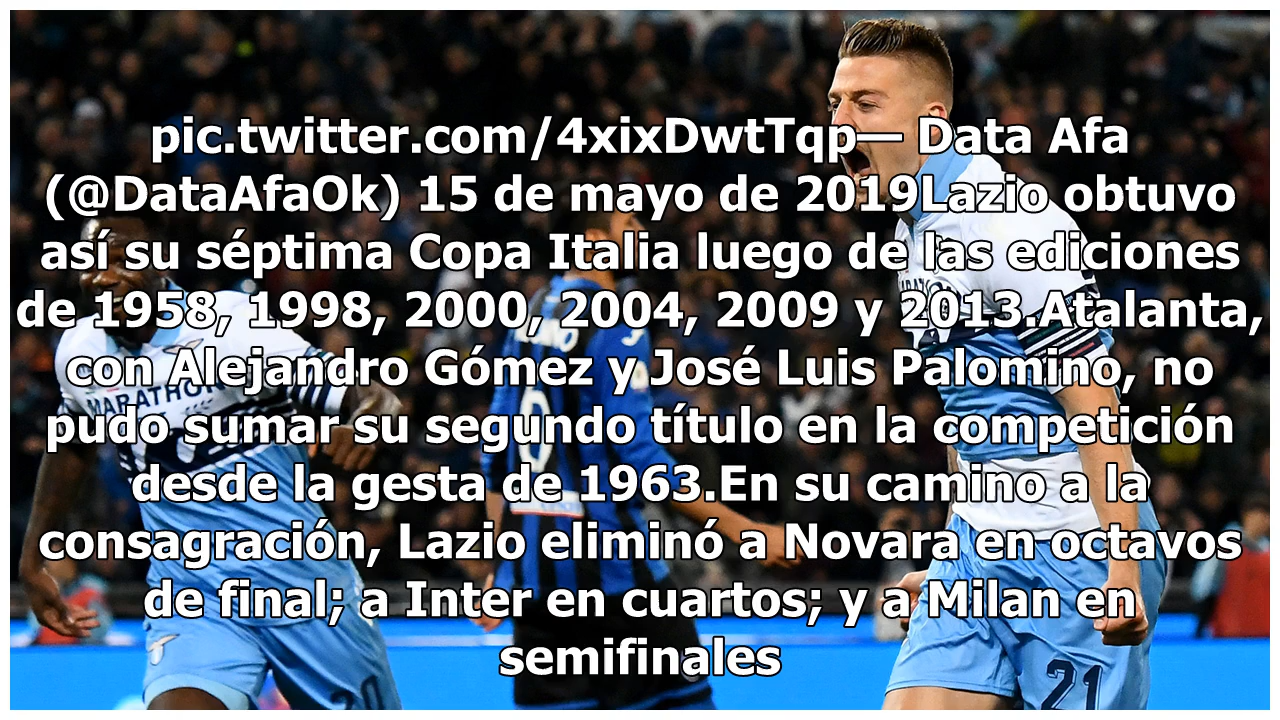 pic.twitter.com/4xixDwtTqp— Data Afa
(@DataAfaOk) 15 de mayo de 2019Lazio obtuvo
así su séptima Copa Italia luego de las ediciones
de 1958, 1998, 2000, 2004, 2009 y 2013.Atalanta,
con Alejandro Gómez y José Luis Palomino, no
pudo sumar su segundo título en la competición
desde la gesta de 1963.En su camino a la
consagración, Lazio eliminó a Novara en octavos
de final; a Inter en cuartos; y a Milan en
semifinales
MARATHON
20
21